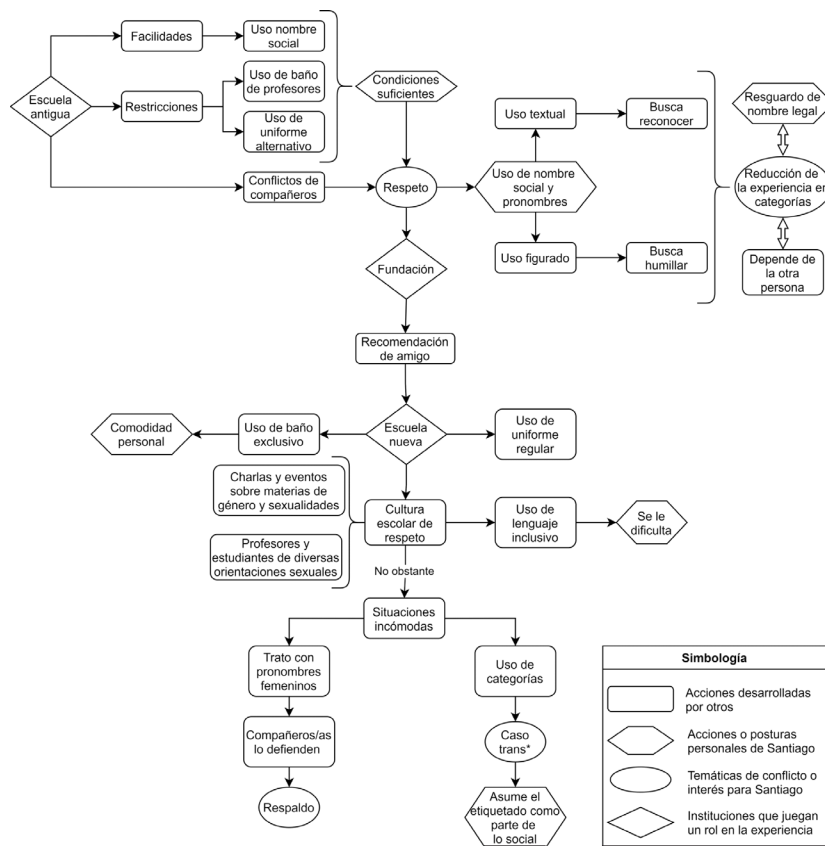 Facilidades
Uso nombre
social
Escuela
antigua
Restricciones
Uso de baño
de profesores
Uso de
uniforme
alternativo
Conflictos de
compañeros
Condiciones
suficientes
Respeto
Uso textual
Busca
reconocer
Uso de nombre
social y
pronombres
Uso figurado
Busca
humillar
Resguardo de
nombre legal
Reducción de
la experiencia en
categorías
Depende de
la otra
persona
Fundación
Recomendación
de amigo
Comodidad
personal
Uso de baño
exclusivo
Escuela
nueva
Uso de
uniforme
regular
Charlas y eventos
sobre materias de
género y sexualidades
Profesores y
estudiantes de diversas
orientaciones sexuales
Cultura
escolar de
respeto
Uso de
lenguaje
inclusivo
Se le
dificulta
No obstante
Situaciones
incómodas
Trato con
pronombres
femeninos
Compañeros/as
lo defienden
Respaldo
Uso de
categorías
Caso
trans*
Asume el
etiquetado como
parte de
lo social
Simbología
Acciones desarrolladas
por otros
Acciones o posturas
personales de Santiago
Temáticas de conflicto o
interés para Santiago
Instituciones que juegan
un rol en la experiencia